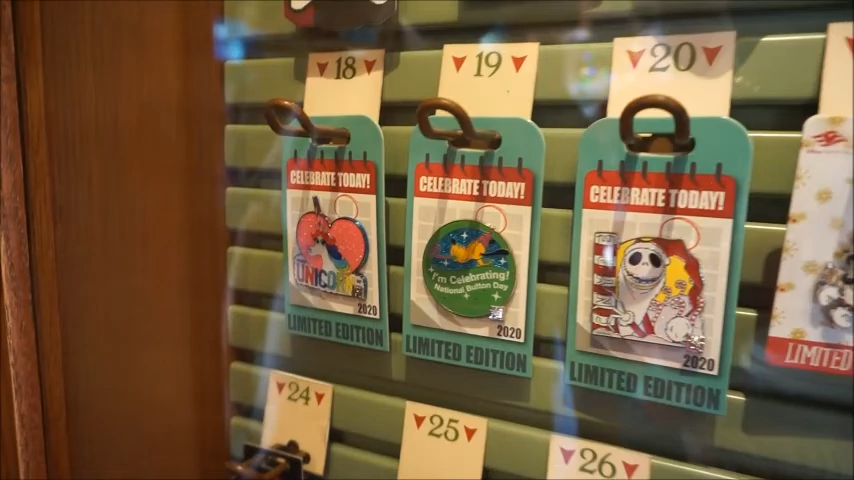 18
19
20
CELEBRATE TODAY!
UNICORN
2020
LIMITED EDITION
CELEBRATE TODAY!
I'm Celebrating!
National Button Day
2020
LIMITED EDITION
CELEBRATE TODAY!
2020
LIMITED EDITION
LIMITED
24
25
26